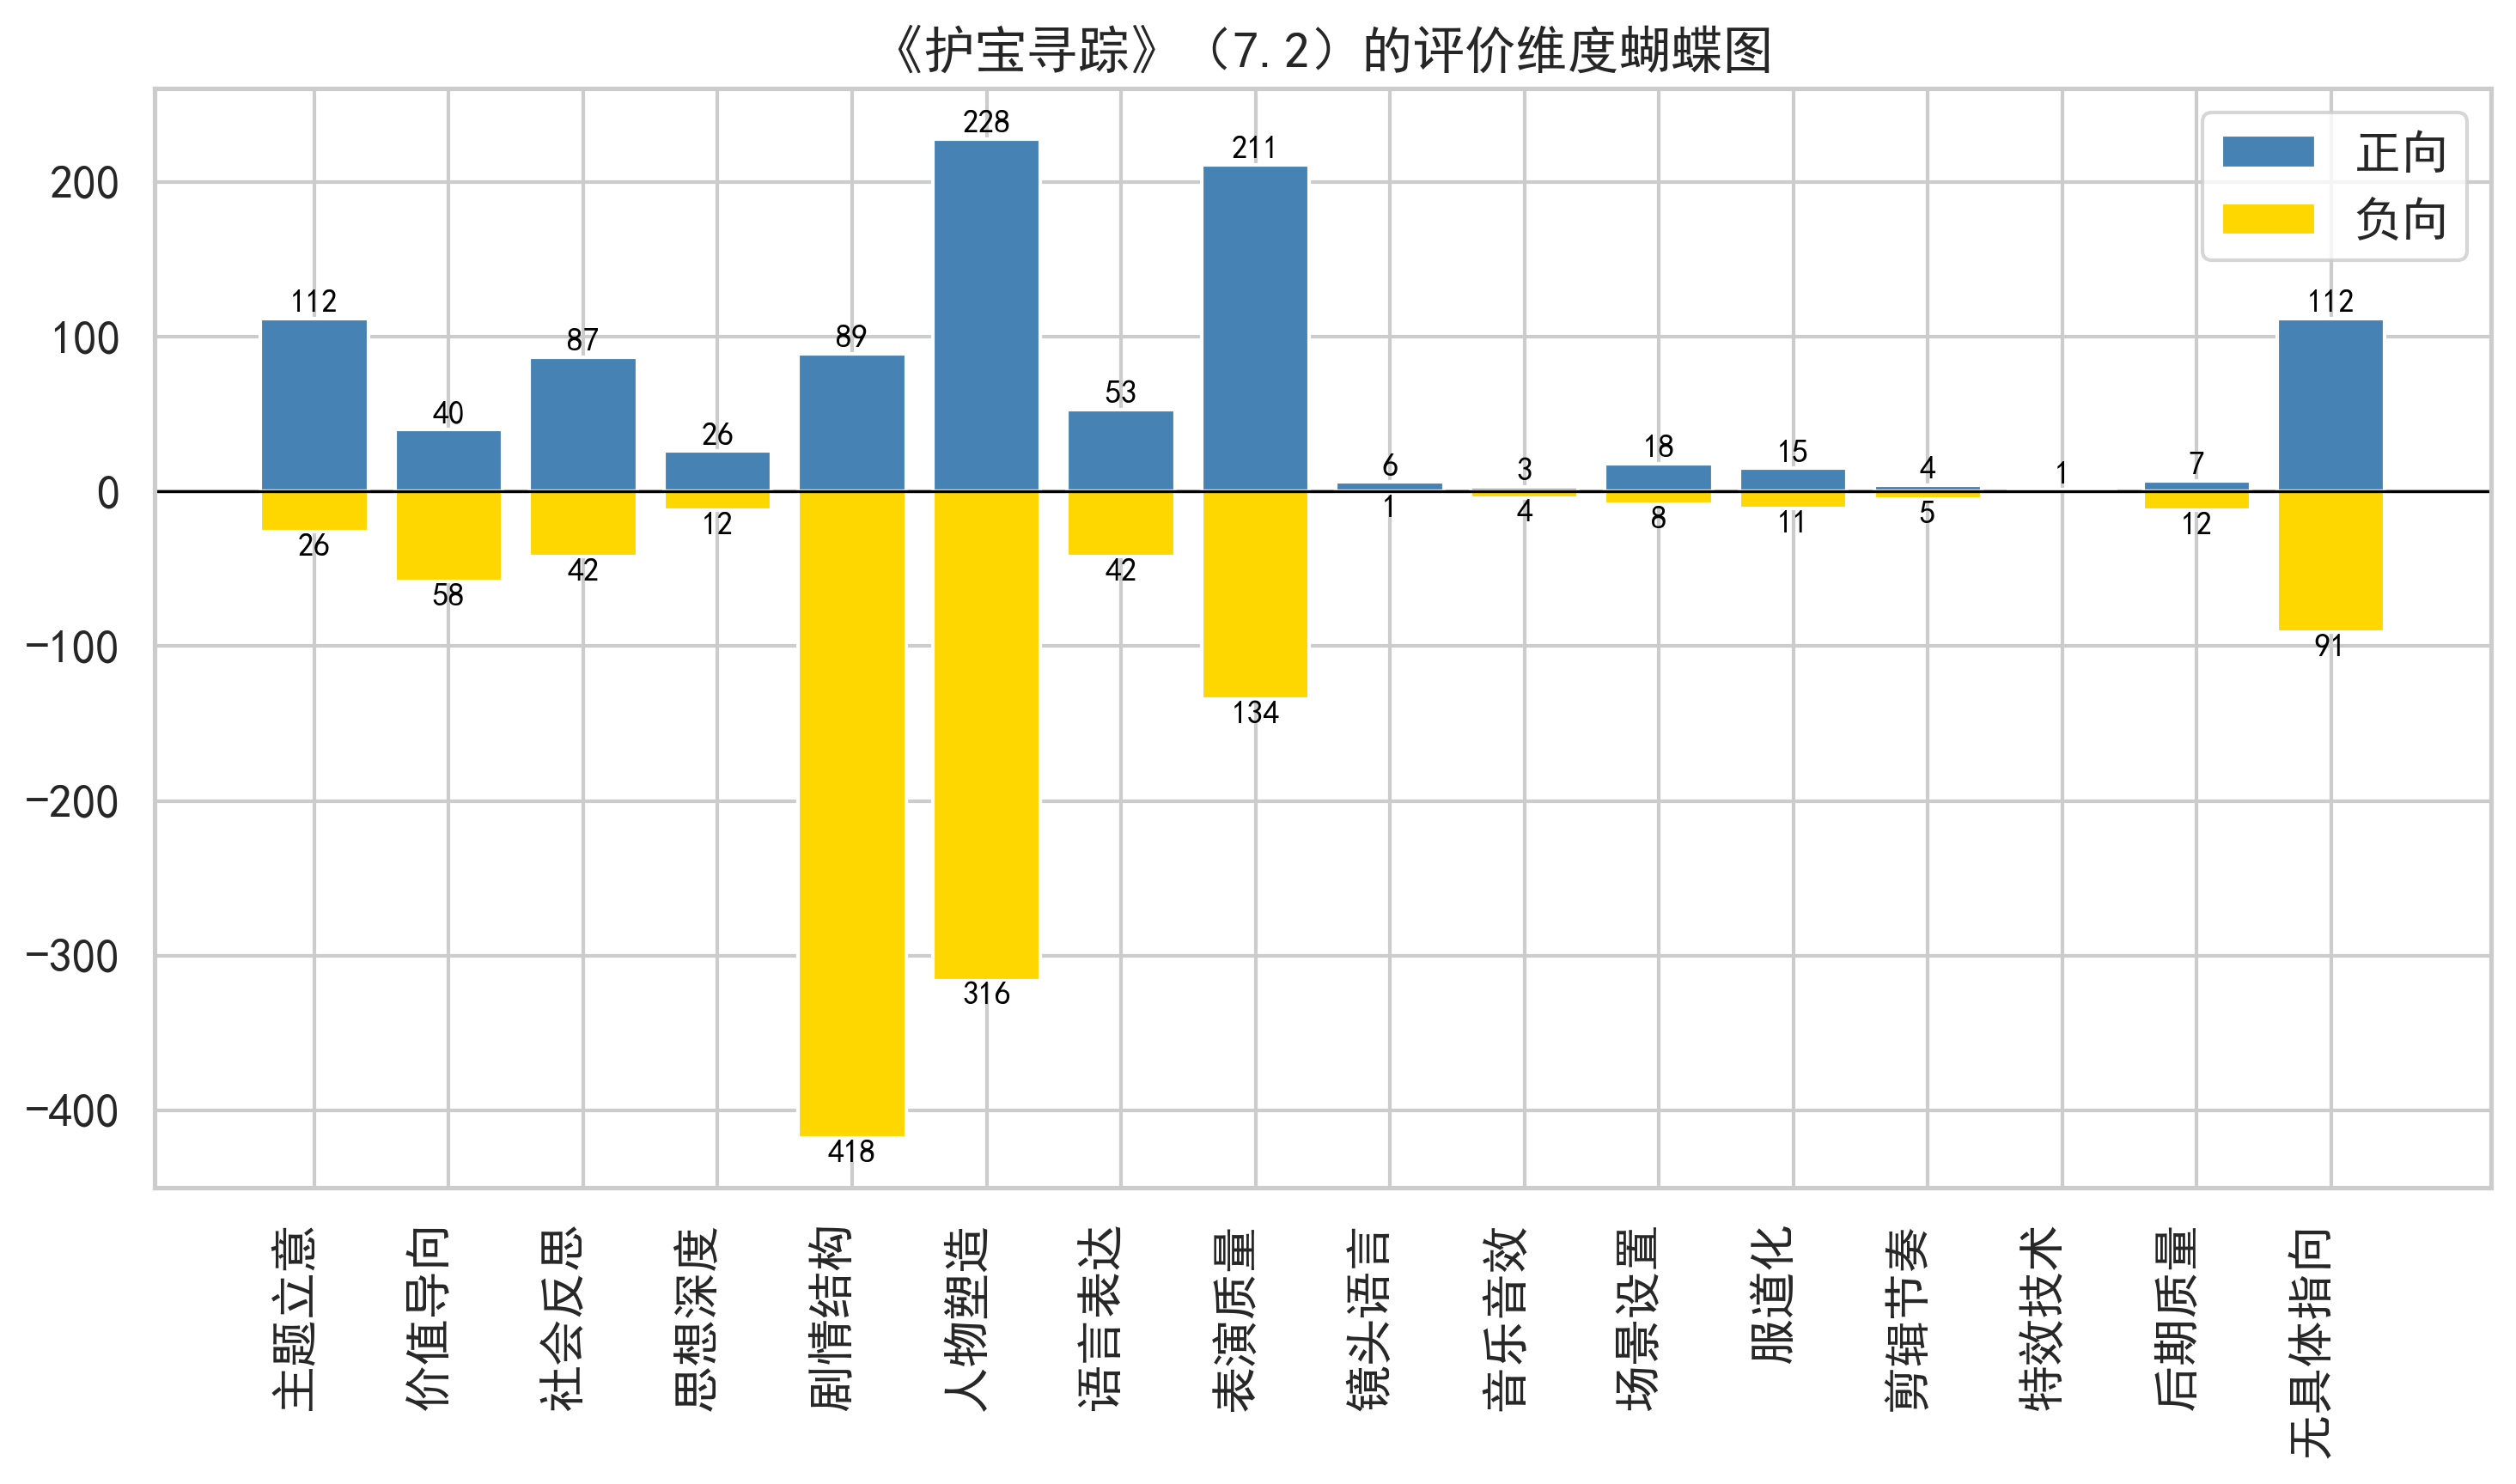 《护宝寻踪》（7.2）的评价维度蝴蝶图
正向
负向
200
100
0
-100
-200
-300
-400
112
40
87
26
89
228
53
211
6
3
18
15
4
1
7
112
26
58
42
12
418
316
42
134
1
4
8
11
5
12
91
主题立意
价值导向
社会反思
思想深度
剧情结构
人物塑造
语言表达
表演质量
镜头语言
音乐音效
场景设置
服道化
剪辑节奏
特效技术
后期质量
无具体指向